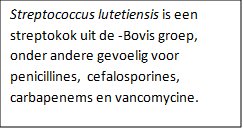 Streptococcus lutetiensis is een
streptokok uit de -Bovis groep,
onder andere gevoelig voor
penicillines, cefalosporines,
carbapenems en vancomycine.